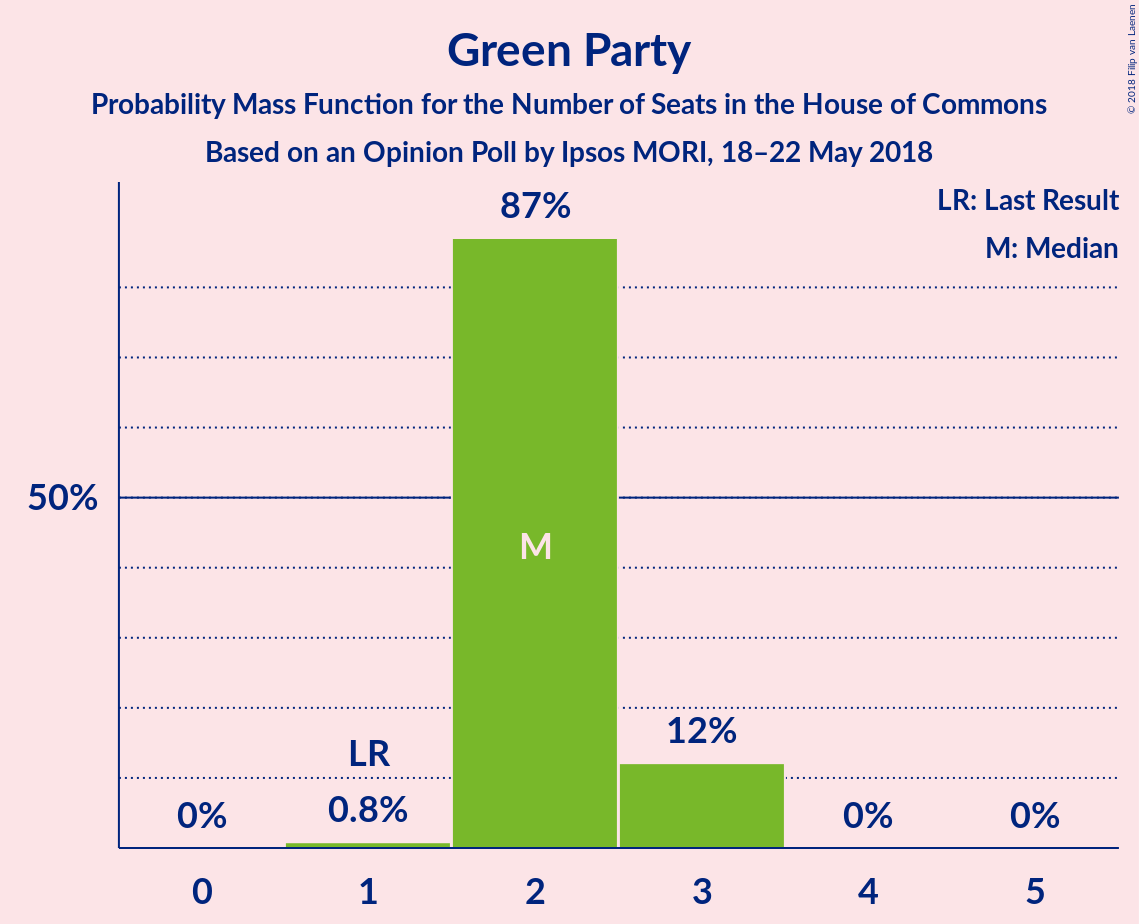 Green Party
Probability Mass Function for the Number of Seats in the House of Commons
Based on an Opinion Poll by Ipsos MORI, 18–22 May 2018
© 2018 Filip van Laenen
LR: Last Result
M: Median
87%
50%
M
12%
LR
0%
0.8%
0%
0%
0
1
2
3
4
5